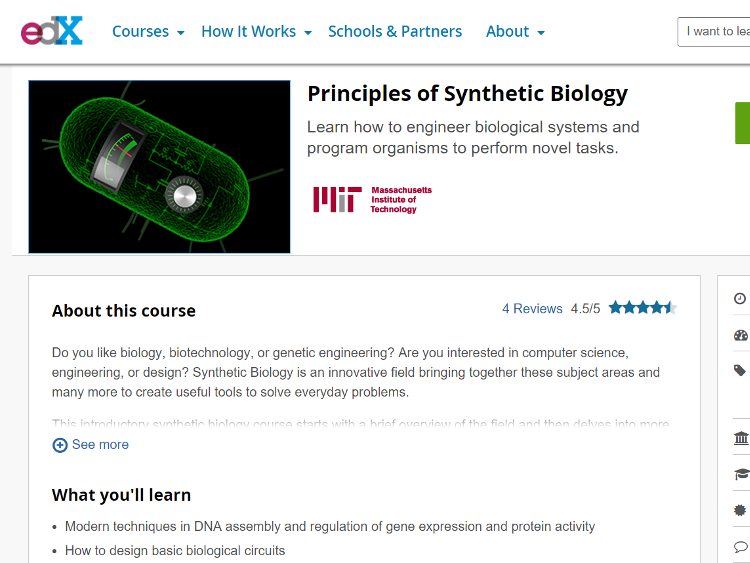 edX
Courses
How It Works
Schools & Partners
About
I want to lea
Principles of Synthetic Biology
Learn how to engineer biological systems and
program organisms to perform novel tasks.
MIT
Massachusetts
Institute of
Technology
About this course
4 Reviews 4.5/5
Do you like biology, biotechnology, or genetic engineering? Are you interested in computer science,
engineering, or design? Synthetic Biology is an innovative field bringing together these subject areas and
many more to create useful tools to solve everyday problems.
This introductory synthetic biology course starts with a brief overview of the field and then delves into more
See more
What you'll learn
• Modern techniques in DNA assembly and regulation of gene expression and protein activity
• How to design basic biological circuits